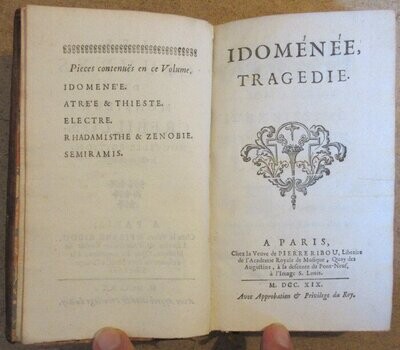 Pieces contenuës en ce Volume,
IDOMENÉE.
ATRÉE & THIESTE.
ELECTRE.
RHADAMISTHE & ZENOBIE.
SEMIRAMIS.
IDOMÉNÉE,
TRAGEDIE.
A PARIS,
Chez la Veuve de PIERRE RIBOU, Libraire
de l'Academie Royale de Musique, Quay des
Augustins, à la descente du Pont-Neuf,
à l'Image S. Louis.
M. DCC. XIX.
Avec Approbation & Privilege du Roy.